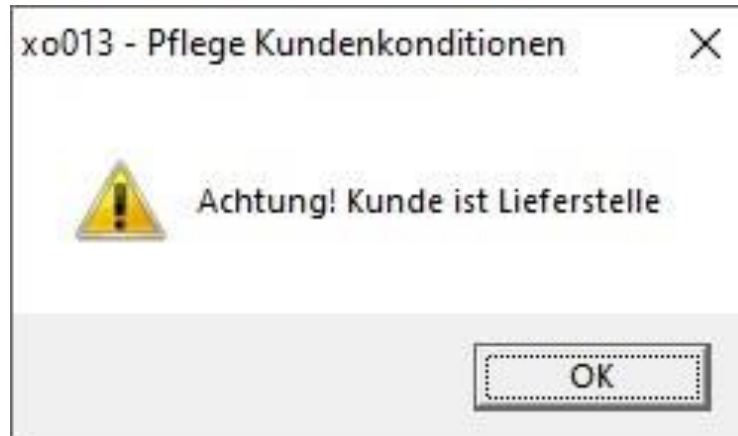 xo013 - Pflege Kundenkonditionen
Achtung! Kunde ist Lieferstelle
OK